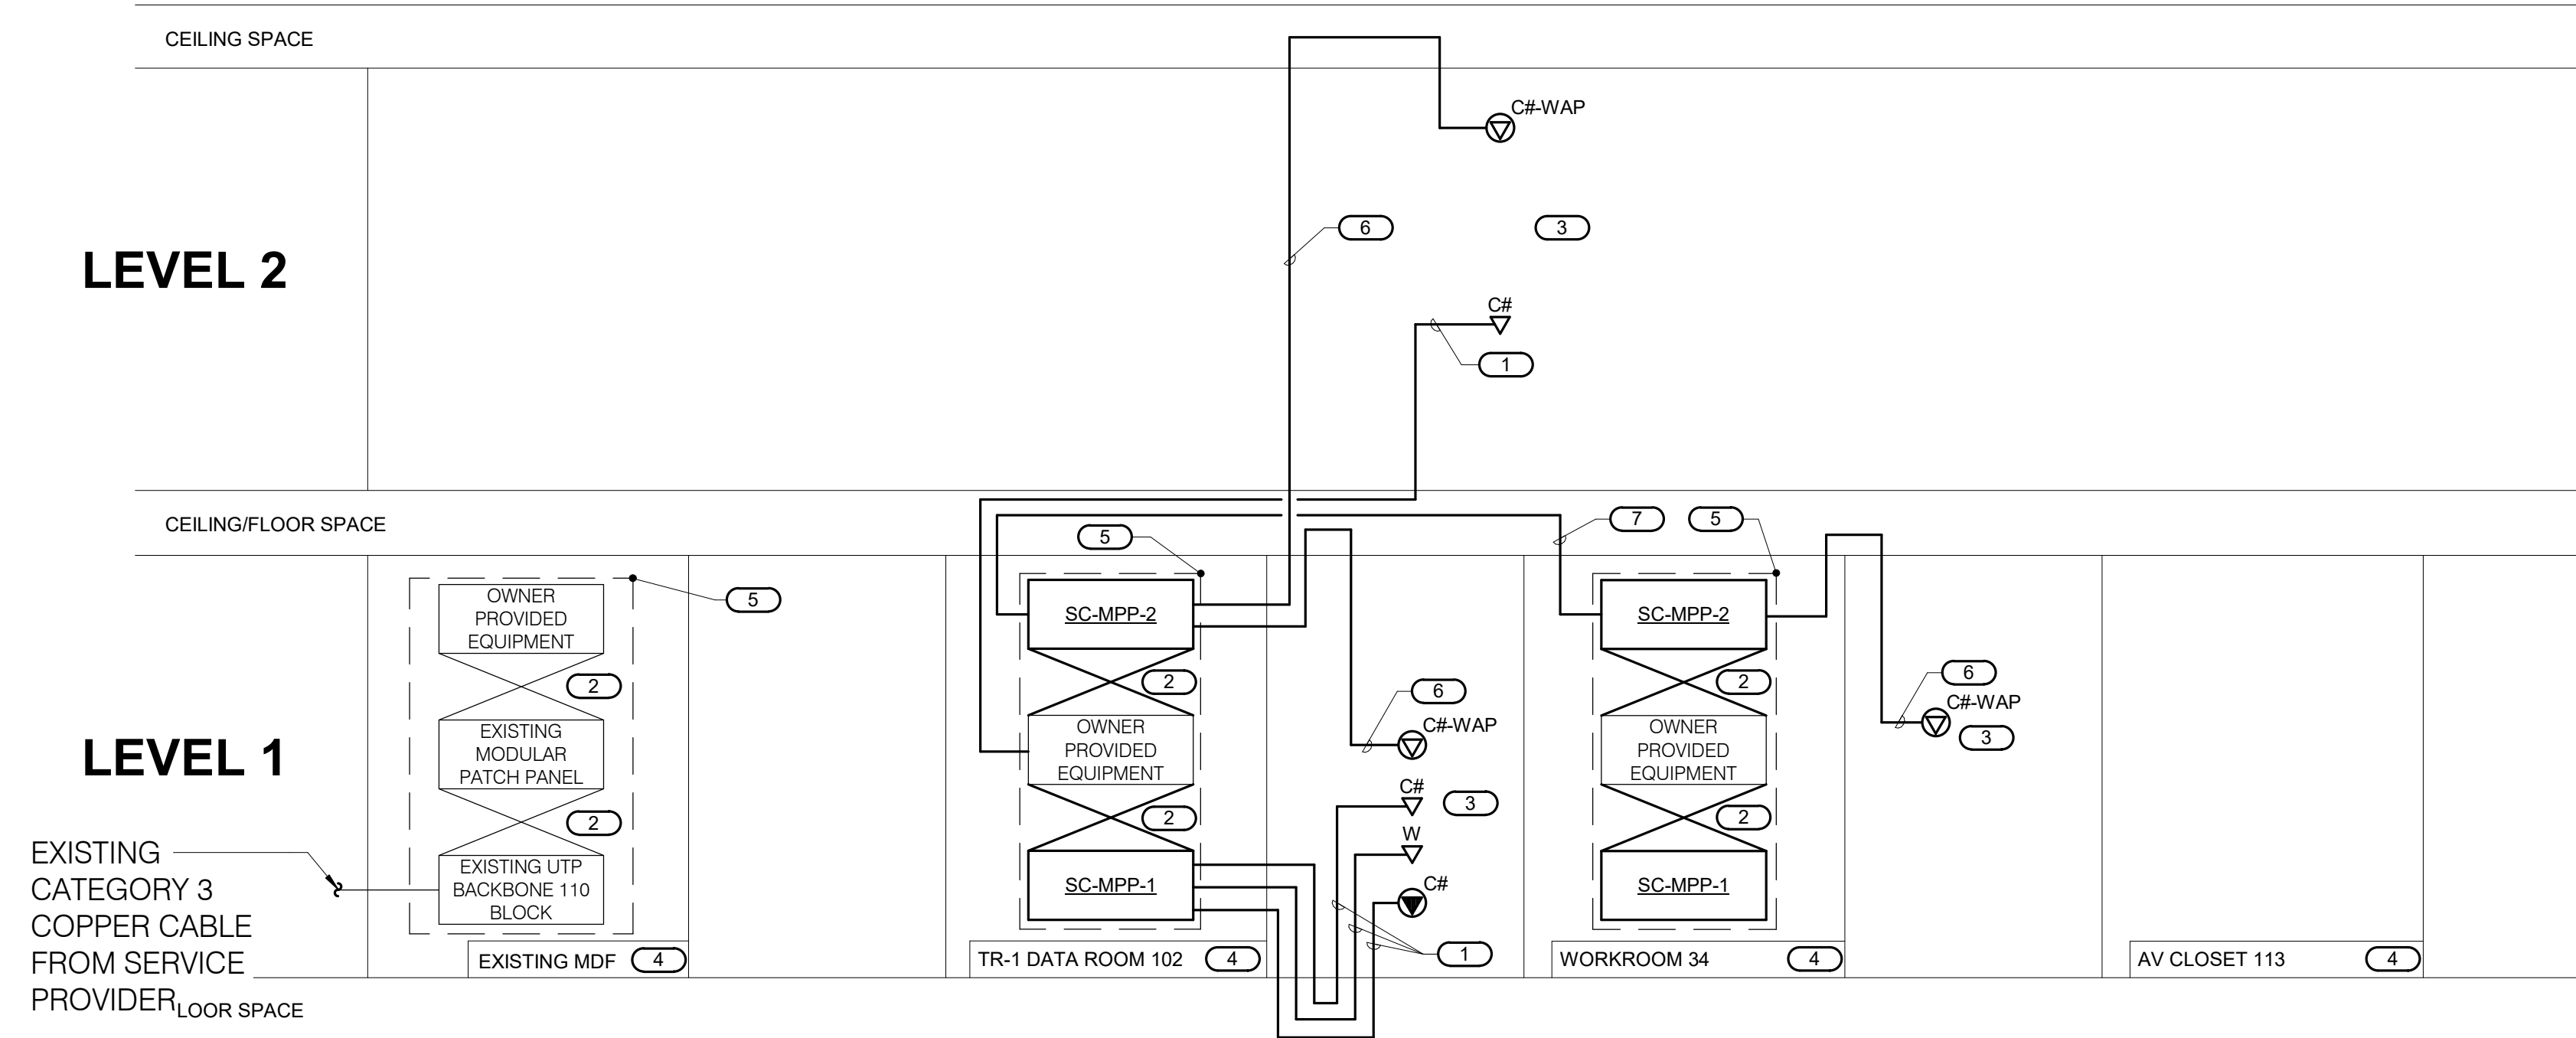 CEILING SPACE
C#-WAP
6
3
LEVEL 2
C#
1
CEILING/FLOOR SPACE
7
5
5
OWNER
PROVIDED
EQUIPMENT
5
2
EXISTING
MODULAR
PATCH PANEL
2
EXISTING UTP
BACKBONE 110
BLOCK
EXISTING MDF
4
LEVEL 1
EXISTING
CATEGORY 3
COPPER CABLE
FROM SERVICE
PROVIDER
LOOR SPACE
SC-MPP-2
2
OWNER
PROVIDED
EQUIPMENT
2
SC-MPP-1
TR-1 DATA ROOM 102
4
6
C#-WAP
C#
3
W
C#
1
SC-MPP-2
2
OWNER
PROVIDED
EQUIPMENT
2
SC-MPP-1
WORKROOM 34
4
6
C#-WAP
3
AV CLOSET 113
4